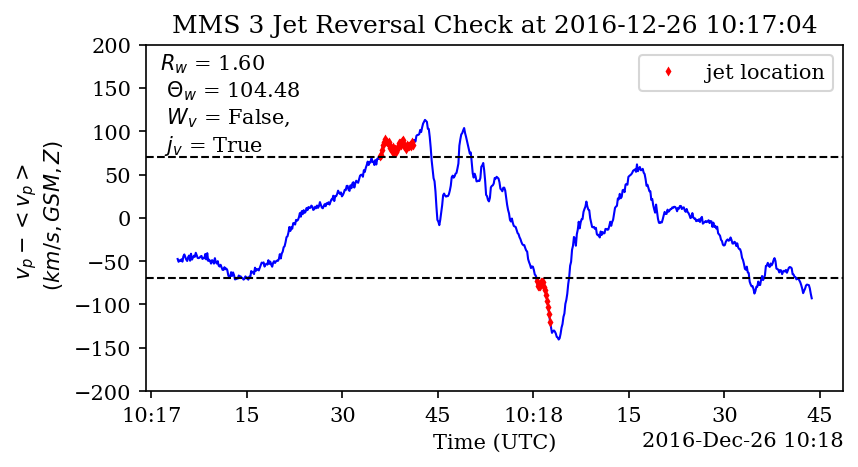 MMS 3 Jet Reversal Check at 2016-12-26 10:17:04
R_w = 1.60
Θ_w = 104.48
W_v = False,
j_v = True
jet location
v_p − < v_p >
(km/s, GSM, Z)
200
150
100
50
0
−50
−100
−150
−200
10:17 15 30 45 10:18 15 30 45
Time (UTC)
2016-Dec-26 10:18